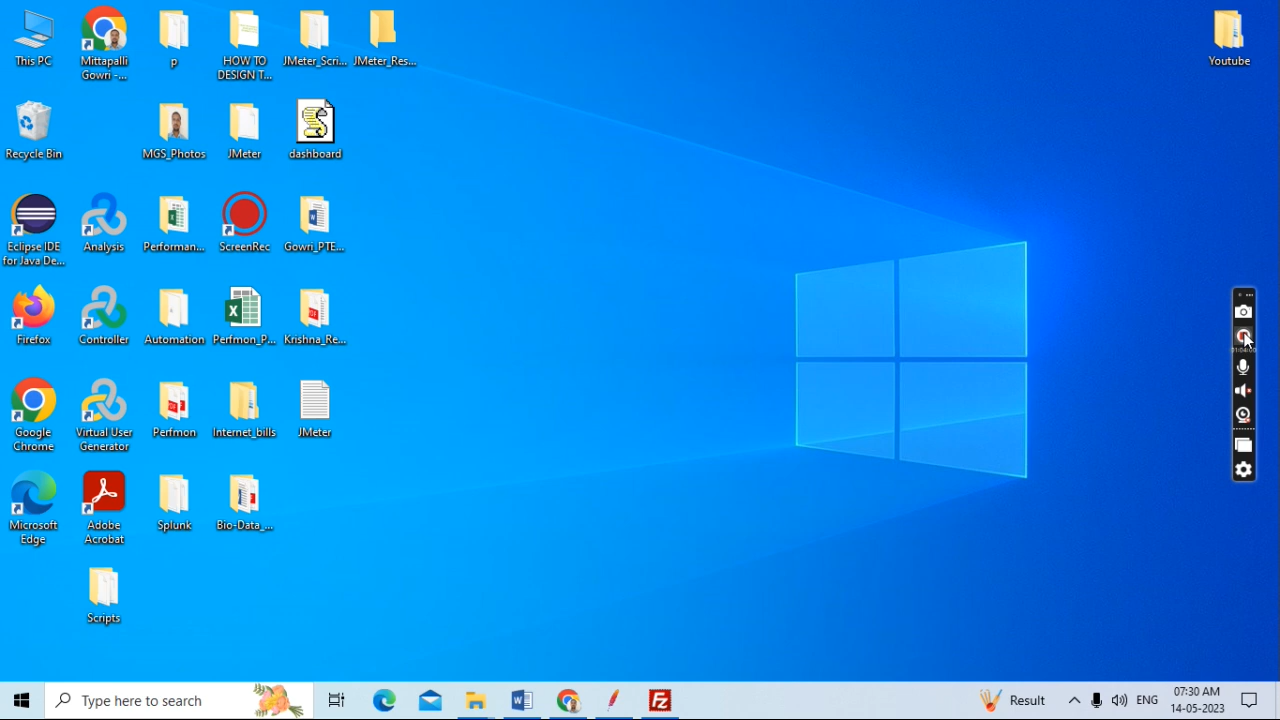 This PC
Mittapalli
Gowri -...
p
HOW TO
DESIGN T...
JMeter_Scri...
JMeter_Res...
Youtube
Recycle Bin
MGS_Photos
JMeter
dashboard
Eclipse IDE
for Java De...
Analysis
Performan...
ScreenRec
Gowri_PTE...
Firefox
Controller
Automation
Perfmon_P...
Krishna_Re...
Google
Chrome
Virtual User
Generator
Perfmon
Internet_bills
JMeter
Microsoft
Edge
Adobe
Acrobat
Splunk
Bio-Data_...
Scripts
Type here to search
Result
ENG
07:30 AM
14-05-2023